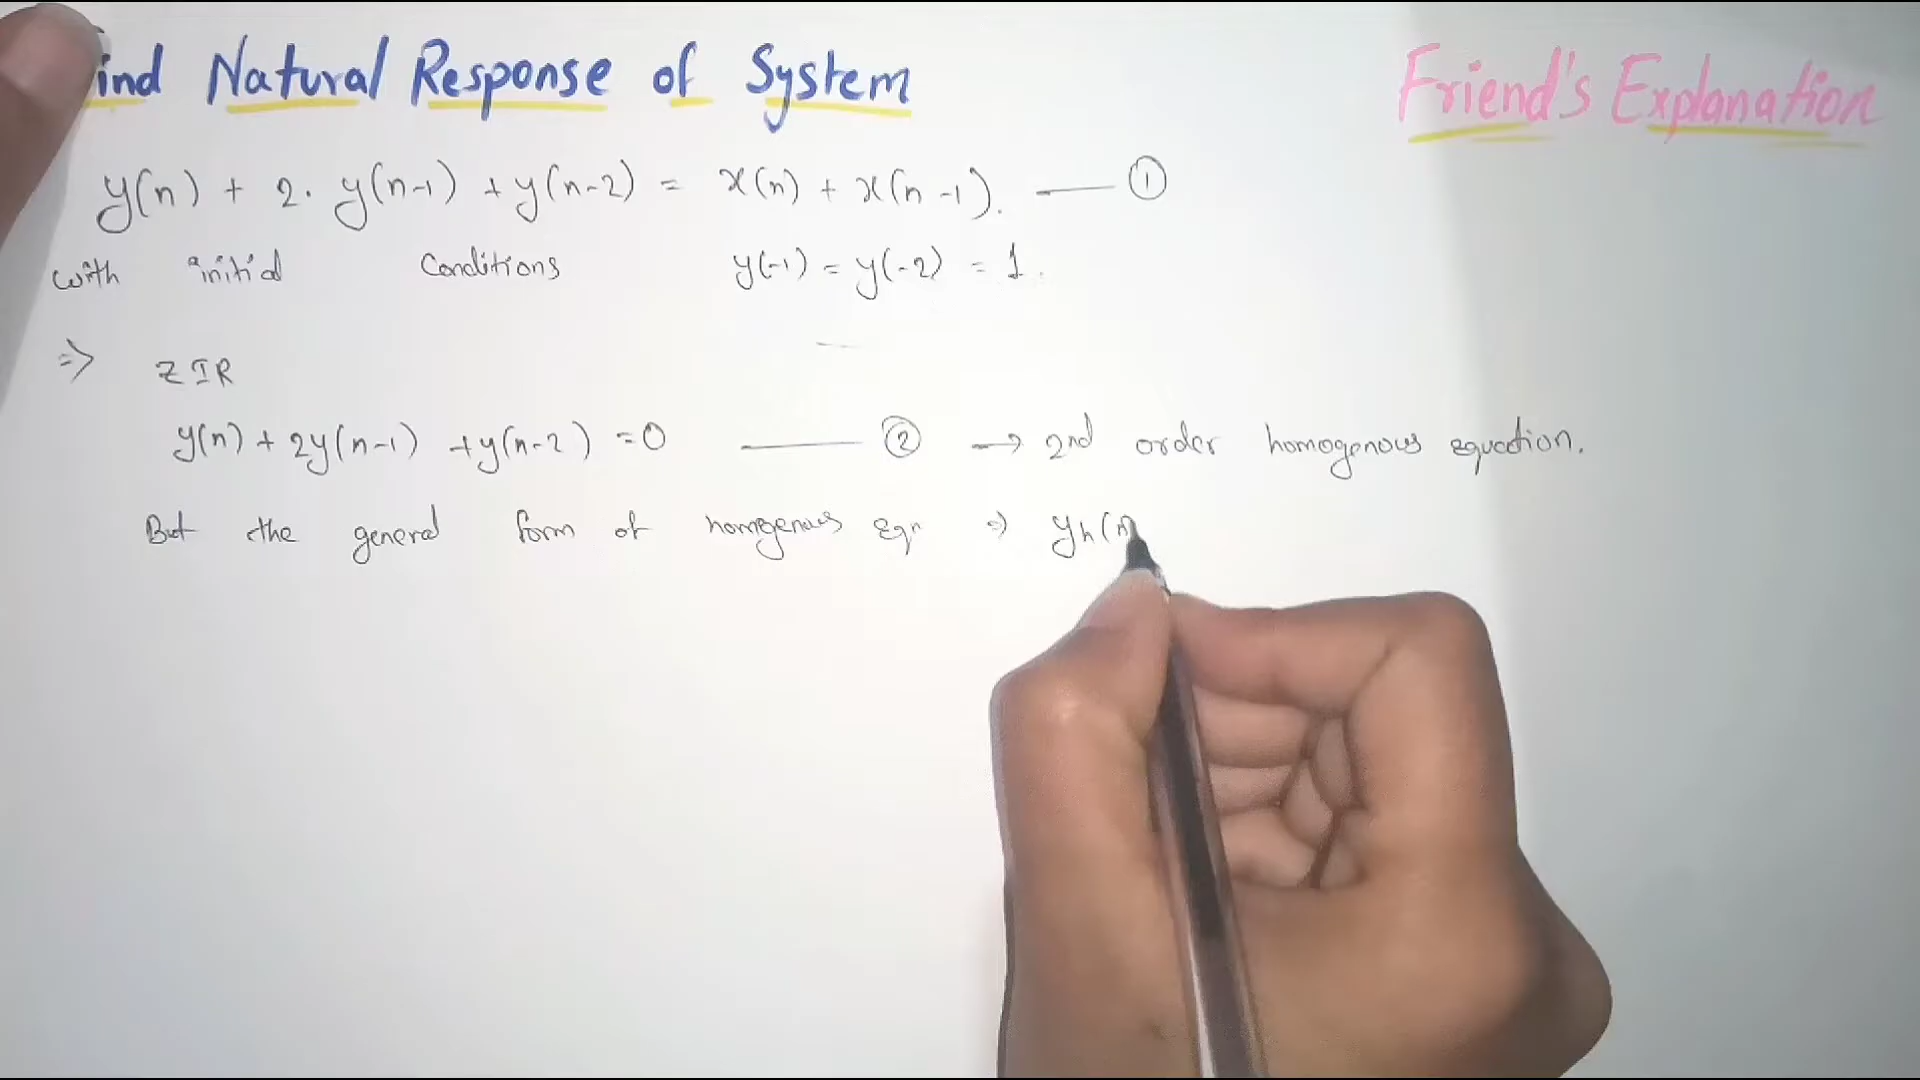 ind Natural Response of System
Friend's Explanation
y(n) + 2. y(n-1) + y(n-2) = x(n) + x(n-1). —— ①
with initial Conditions y(-1) = y(-2) = 1.
⇒ ZIR
y(n) + 2y(n-1) + y(n-2) = 0 —— ② → 2nd order homogenous equation.
But the general form of homgenous Eqn ⇒ yh(n)